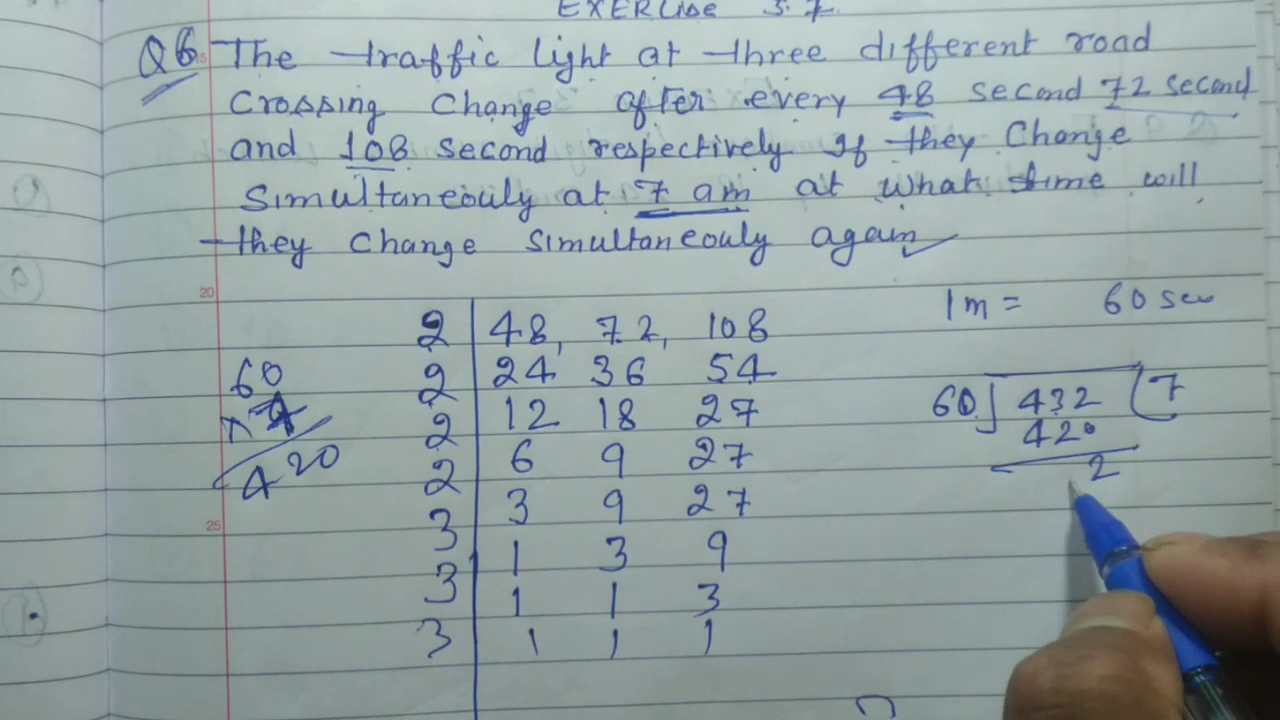 EXERCise 3.7
Q6 The traffic light at three different road
Crossing Change after every 48 second 72 second
and 108 second respectively If they Change
Simultaneouly at 7 am at what time will
they change simultaneouly again
20
1m = 60 sec
2 48, 72, 108
60 2 24 36 54
60 432 7
x 7 2 12 18 27
420
420 2 6 9 27
2
2 3 9 27
25
3 1 3 9
3 1 1 3
3 1 1 1